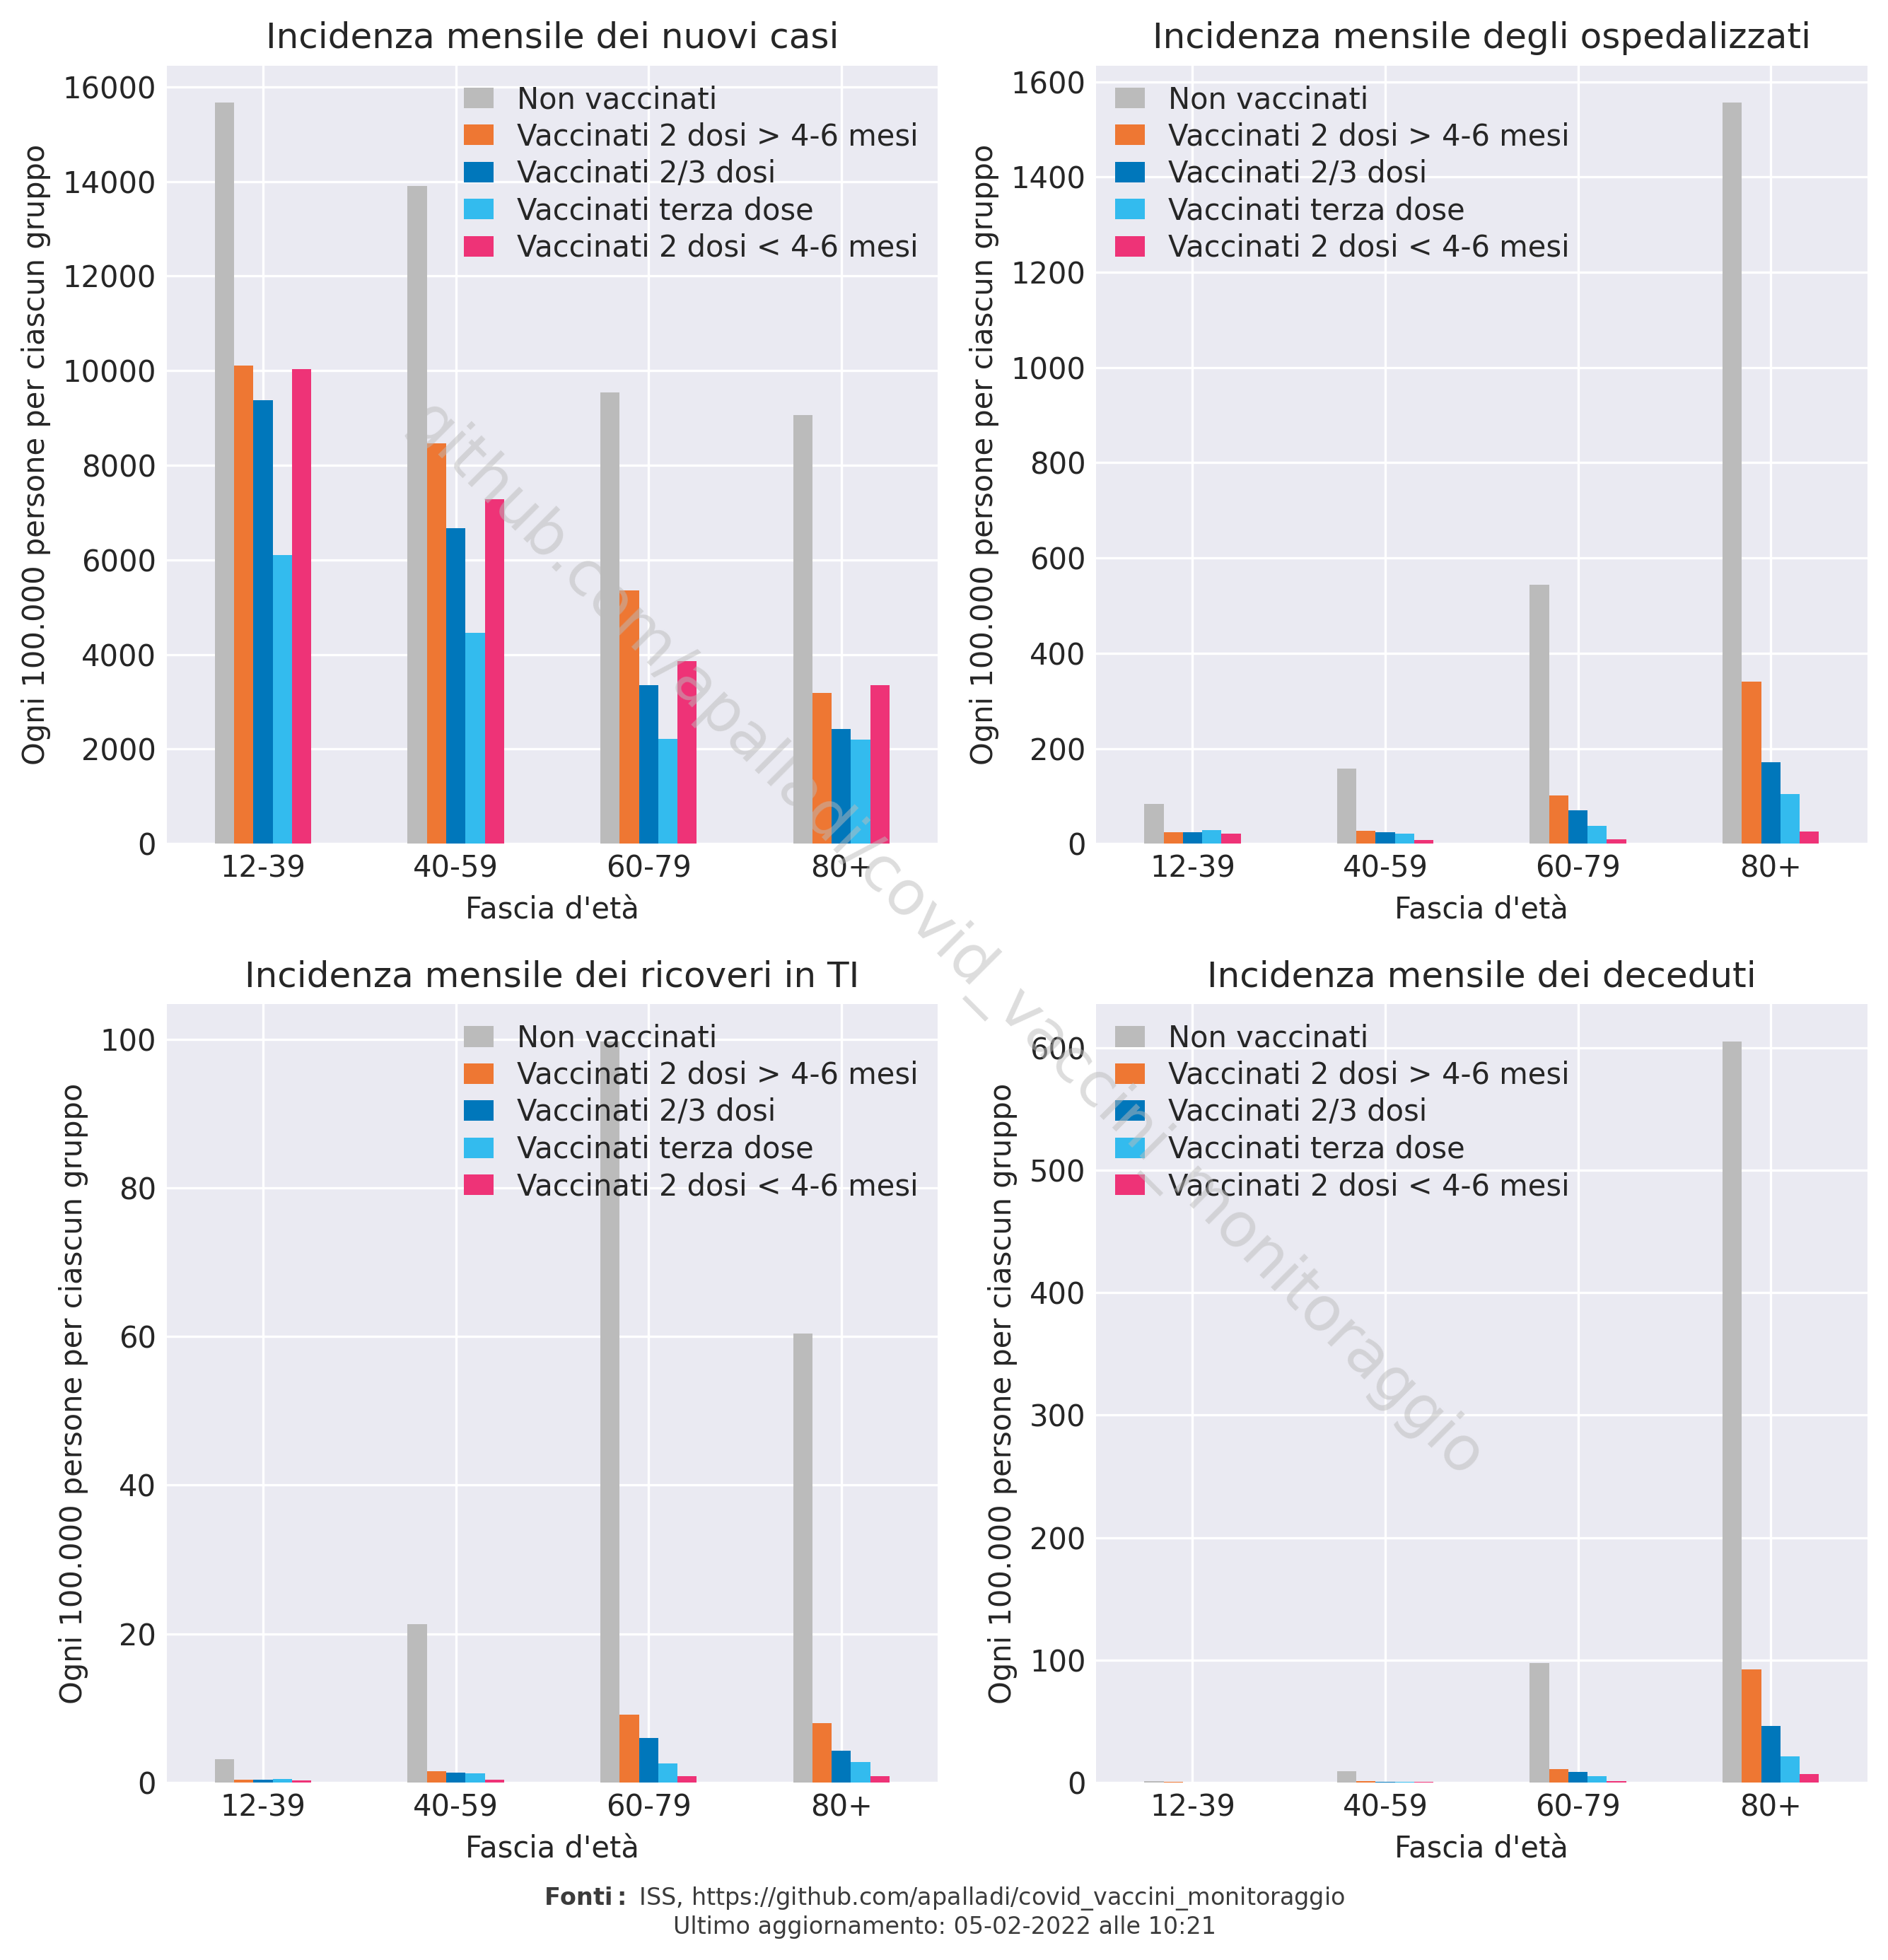 Incidenza mensile dei nuovi casi
Ogni 100.000 persone per ciascun gruppo
16000
14000
12000
10000
8000
6000
4000
2000
0
Non vaccinati
Vaccinati 2 dosi > 4-6 mesi
Vaccinati 2/3 dosi
Vaccinati terza dose
Vaccinati 2 dosi < 4-6 mesi
12-39 40-59 60-79 80+
Fascia d'età
Incidenza mensile degli ospedalizzati
Ogni 100.000 persone per ciascun gruppo
1600
1400
1200
1000
800
600
400
200
0
Non vaccinati
Vaccinati 2 dosi > 4-6 mesi
Vaccinati 2/3 dosi
Vaccinati terza dose
Vaccinati 2 dosi < 4-6 mesi
12-39 40-59 60-79 80+
Fascia d'età
Incidenza mensile dei ricoveri in TI
Ogni 100.000 persone per ciascun gruppo
100
80
60
40
20
0
Non vaccinati
Vaccinati 2 dosi > 4-6 mesi
Vaccinati 2/3 dosi
Vaccinati terza dose
Vaccinati 2 dosi < 4-6 mesi
12-39 40-59 60-79 80+
Fascia d'età
Incidenza mensile dei deceduti
Ogni 100.000 persone per ciascun gruppo
600
500
400
300
200
100
0
Non vaccinati
Vaccinati 2 dosi > 4-6 mesi
Vaccinati 2/3 dosi
Vaccinati terza dose
Vaccinati 2 dosi < 4-6 mesi
12-39 40-59 60-79 80+
Fascia d'età
github.com/apalladi/covid_vaccini_monitoraggio
Fonti: ISS, https://github.com/apalladi/covid_vaccini_monitoraggio
Ultimo aggiornamento: 05-02-2022 alle 10:21